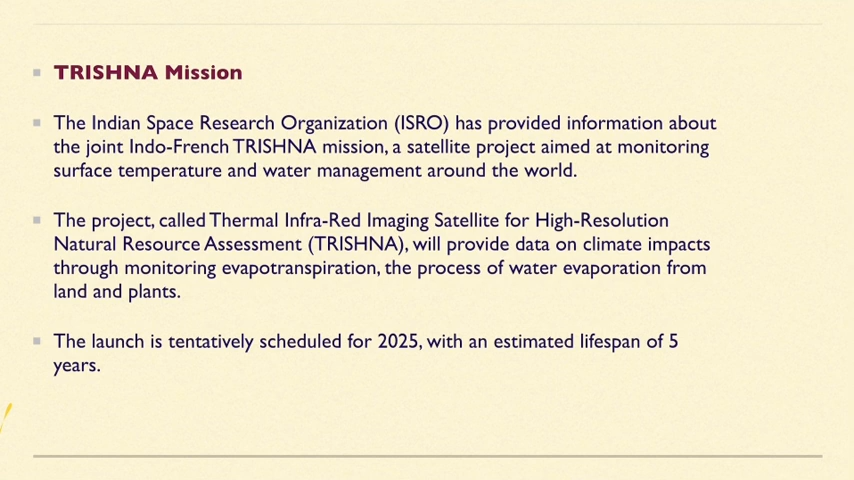 TRISHNA Mission
The Indian Space Research Organization (ISRO) has provided information about
the joint Indo-French TRISHNA mission, a satellite project aimed at monitoring
surface temperature and water management around the world.
The project, called Thermal Infra-Red Imaging Satellite for High-Resolution
Natural Resource Assessment (TRISHNA), will provide data on climate impacts
through monitoring evapotranspiration, the process of water evaporation from
land and plants.
The launch is tentatively scheduled for 2025, with an estimated lifespan of 5
years.